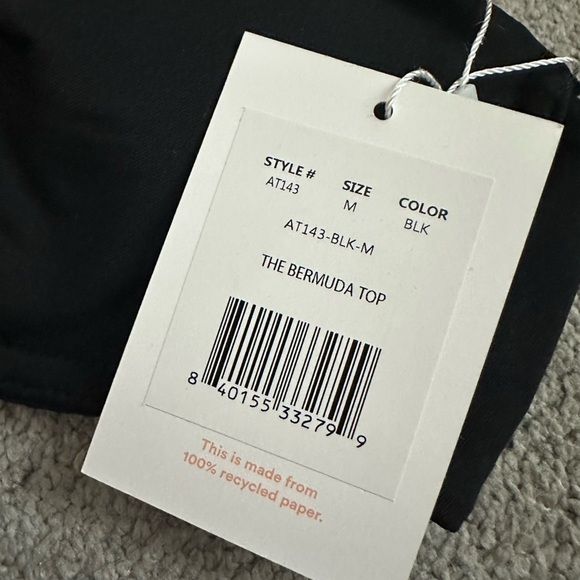 STYLE # SIZE COLOR
AT143 M BLK
AT143-BLK-M
THE BERMUDA TOP
8 40155 33279 9
This is made from
100% recycled paper.